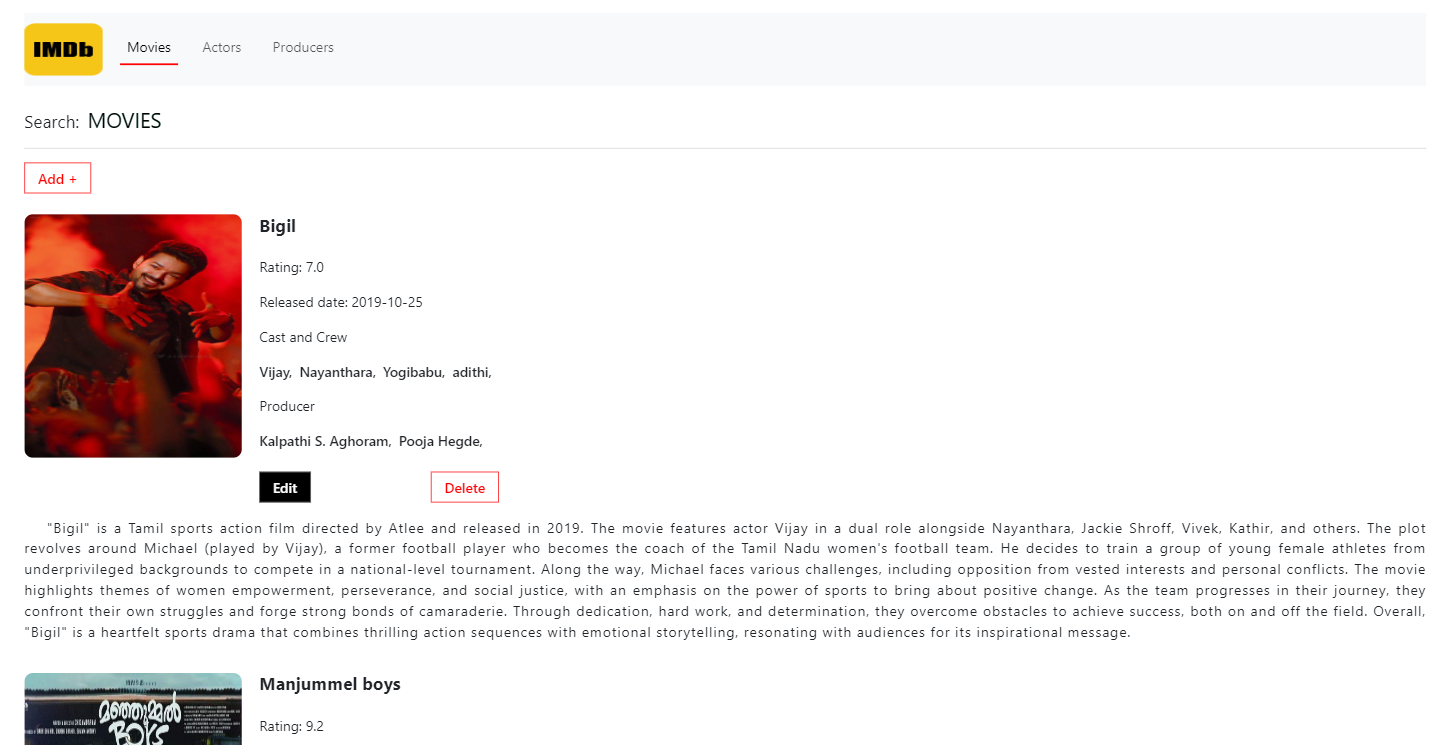 IMDb Movies Actors Producers
Search: MOVIES
Add +
Bigil
Rating: 7.0
Released date: 2019-10-25
Cast and Crew
Vijay, Nayanthara, Yogibabu, adithi,
Producer
Kalpathi S. Aghoram, Pooja Hegde,
Edit Delete
"Bigil" is a Tamil sports action film directed by Atlee and released in 2019. The movie features actor Vijay in a dual role alongside Nayanthara, Jackie Shroff, Vivek, Kathir, and others. The plot
revolves around Michael (played by Vijay), a former football player who becomes the coach of the Tamil Nadu women's football team. He decides to train a group of young female athletes from
underprivileged backgrounds to compete in a national-level tournament. Along the way, Michael faces various challenges, including opposition from vested interests and personal conflicts. The movie
highlights themes of women empowerment, perseverance, and social justice, with an emphasis on the power of sports to bring about positive change. As the team progresses in their journey, they
confront their own struggles and forge strong bonds of camaraderie. Through dedication, hard work, and determination, they overcome obstacles to achieve success, both on and off the field. Overall,
"Bigil" is a heartfelt sports drama that combines thrilling action sequences with emotional storytelling, resonating with audiences for its inspirational message.
മഞ്ഞുമ്മൽ
BOYS
Manjummel boys
Rating: 9.2